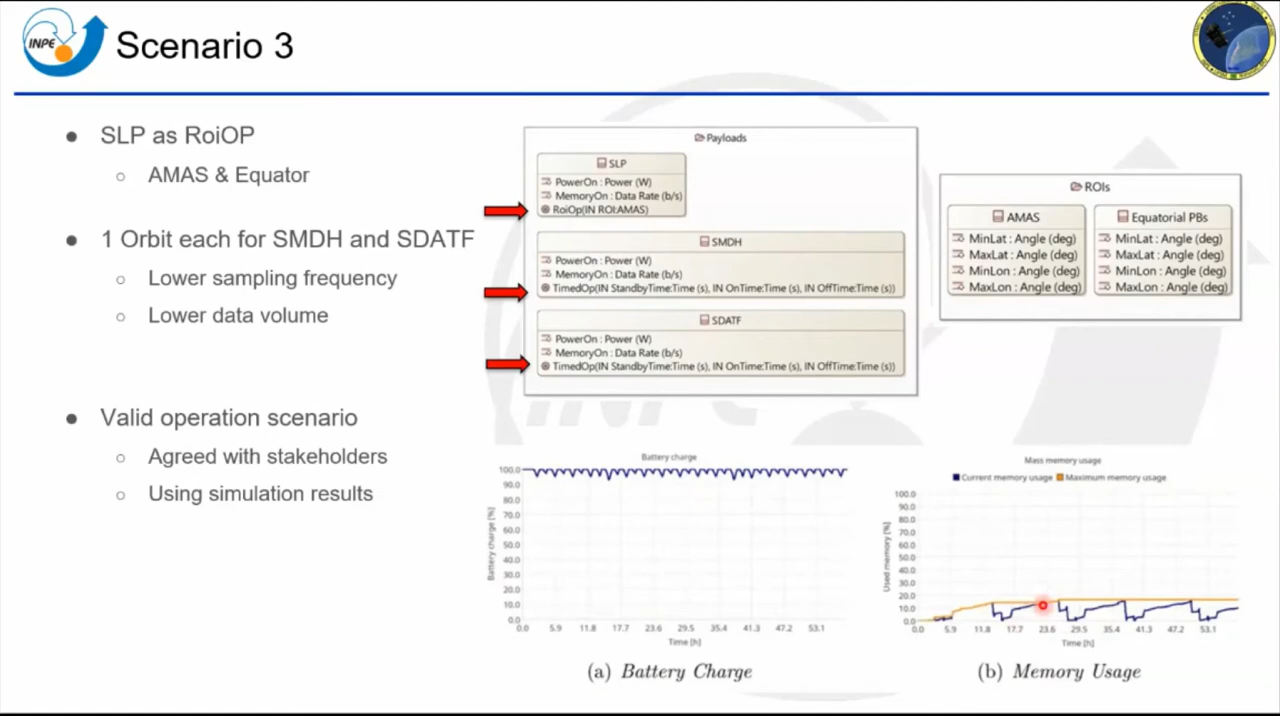 INPE
Scenario 3
● SLP as RoiOP
○ AMAS & Equator
● 1 Orbit each for SMDH and SDATF
○ Lower sampling frequency
○ Lower data volume
● Valid operation scenario
○ Agreed with stakeholders
○ Using simulation results
Payloads
SLP
PowerOn : Power (W)
MemoryOn : Data Rate (b/s)
RoiOp(IN ROI:AMAS)
SMDH
PowerOn : Power (W)
MemoryOn : Data Rate (b/s)
TimedOp(IN StandbyTime:Time (s), IN OnTime:Time (s), IN OffTime:Time (s))
SDATF
PowerOn : Power (W)
MemoryOn : Data Rate (b/s)
TimedOp(IN StandbyTime:Time (s), IN OnTime:Time (s), IN OffTime:Time (s))
ROIs
AMAS
MinLat : Angle (deg)
MaxLat : Angle (deg)
MinLon : Angle (deg)
MaxLon : Angle (deg)
Equatorial PBs
MinLat : Angle (deg)
MaxLat : Angle (deg)
MinLon : Angle (deg)
MaxLon : Angle (deg)
Battery charge
Battery charge [%]
100.0
90.0
80.0
70.0
60.0
50.0
40.0
30.0
20.0
10.0
0.0
0.0 5.9 11.8 17.7 23.6 29.5 35.4 41.3 47.2 53.1
Time [h]
(a) Battery Charge
Mass memory usage
Current memory usage Maximum memory usage
Used memory [%]
100.0
90.0
80.0
70.0
60.0
50.0
40.0
30.0
20.0
10.0
0.0
0.0 5.9 11.8 17.7 23.6 29.5 35.4 41.3 47.2 53.1
Time [h]
(b) Memory Usage